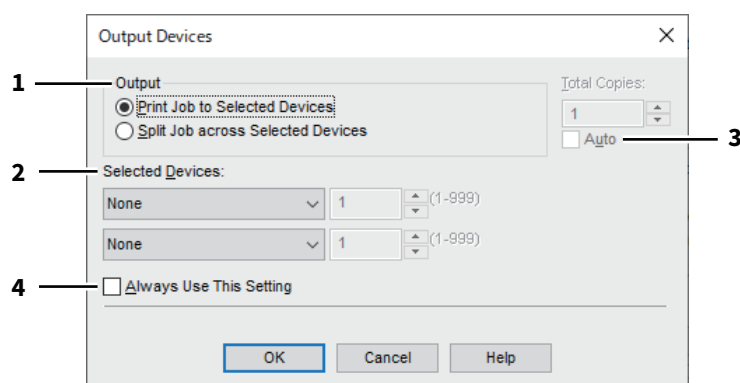 Output Devices
1
Output
Total Copies:
Print Job to Selected Devices
1
Split Job across Selected Devices
Auto
3
2
Selected Devices:
None
1
(1-999)
None
1
(1-999)
4
Always Use This Setting
OK
Cancel
Help